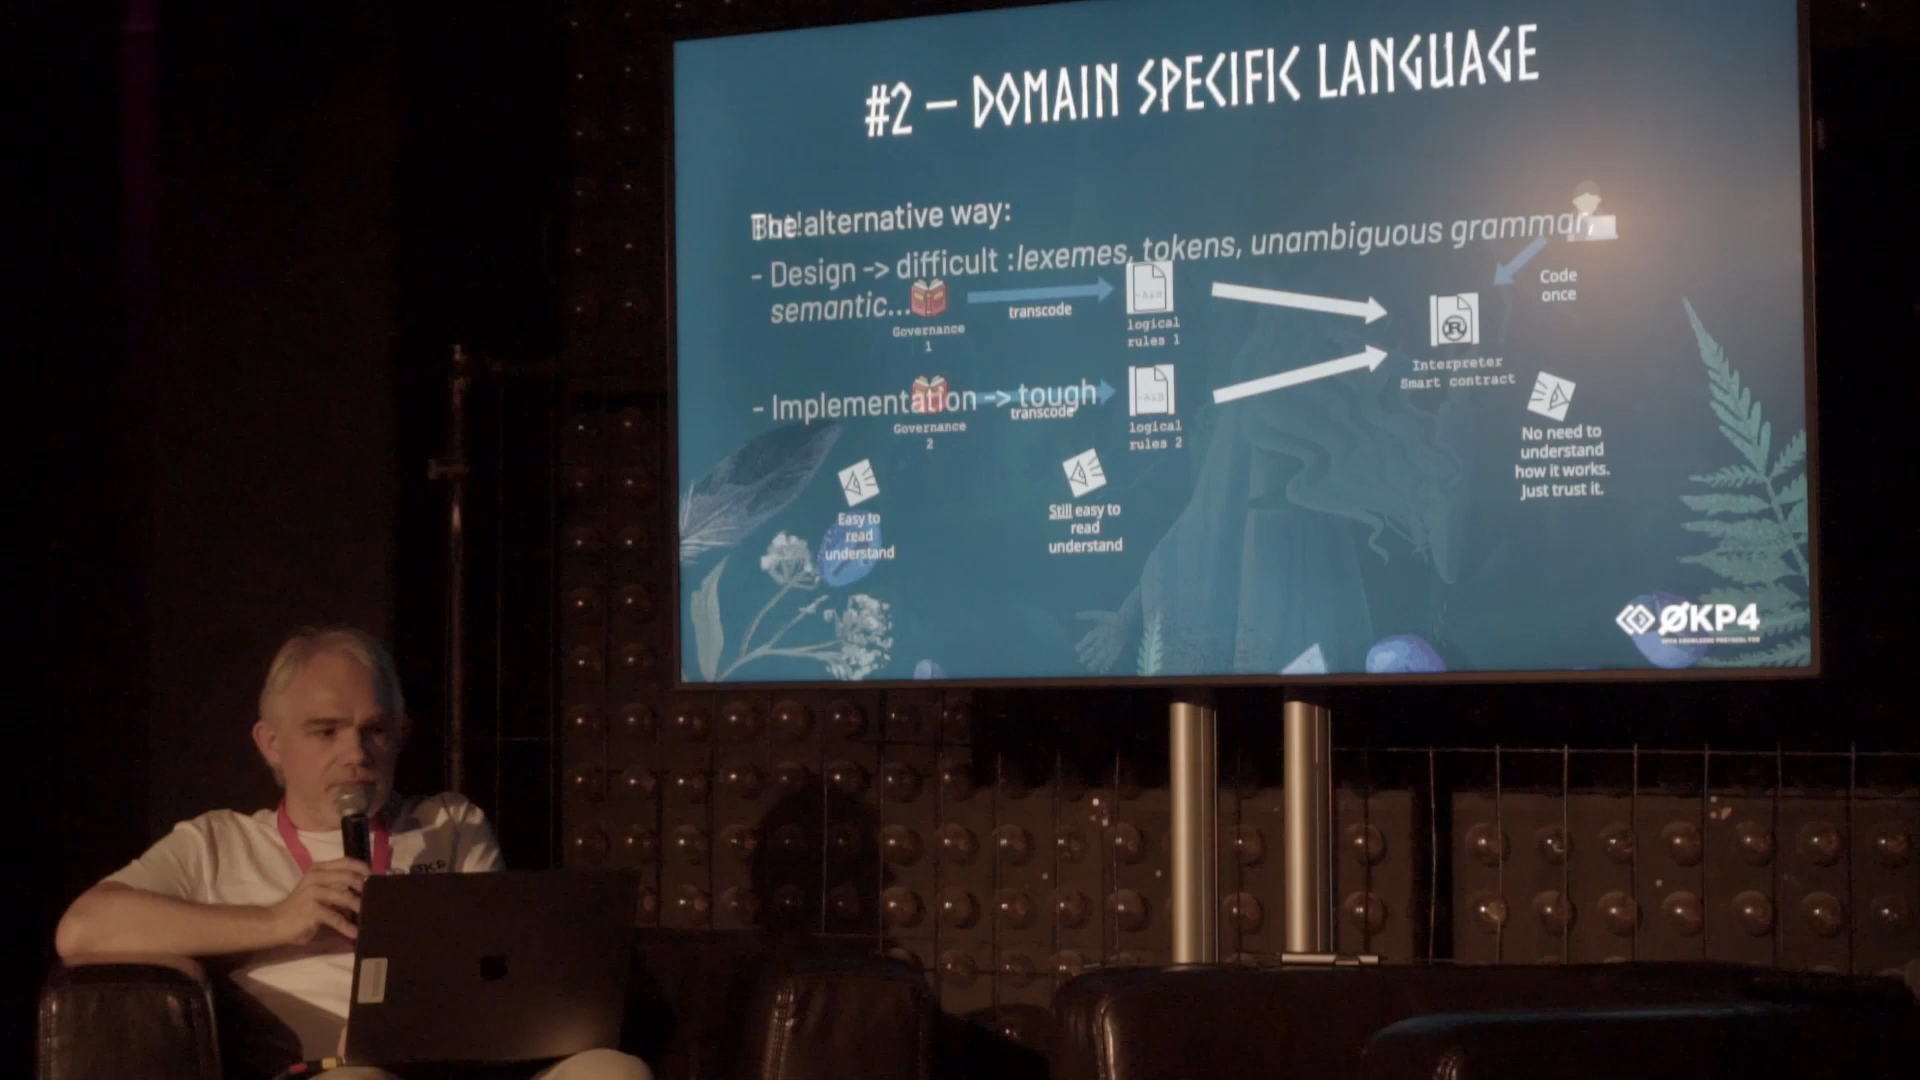 #2 – DOMAIN SPECIFIC LANGUAGE
The alternative way:
But!
- Design -> difficult :lexemes, tokens, unambiguous grammar,
semantic...
Governance
1
transcode
logical
rules 1
Code
once
Interpreter
Smart contract
- Implementation -> tough
Governance
2
transcode
logical
rules 2
Easy to
read
understand
Still easy to
read
understand
No need to
understand
how it works.
Just trust it.
ØKP4